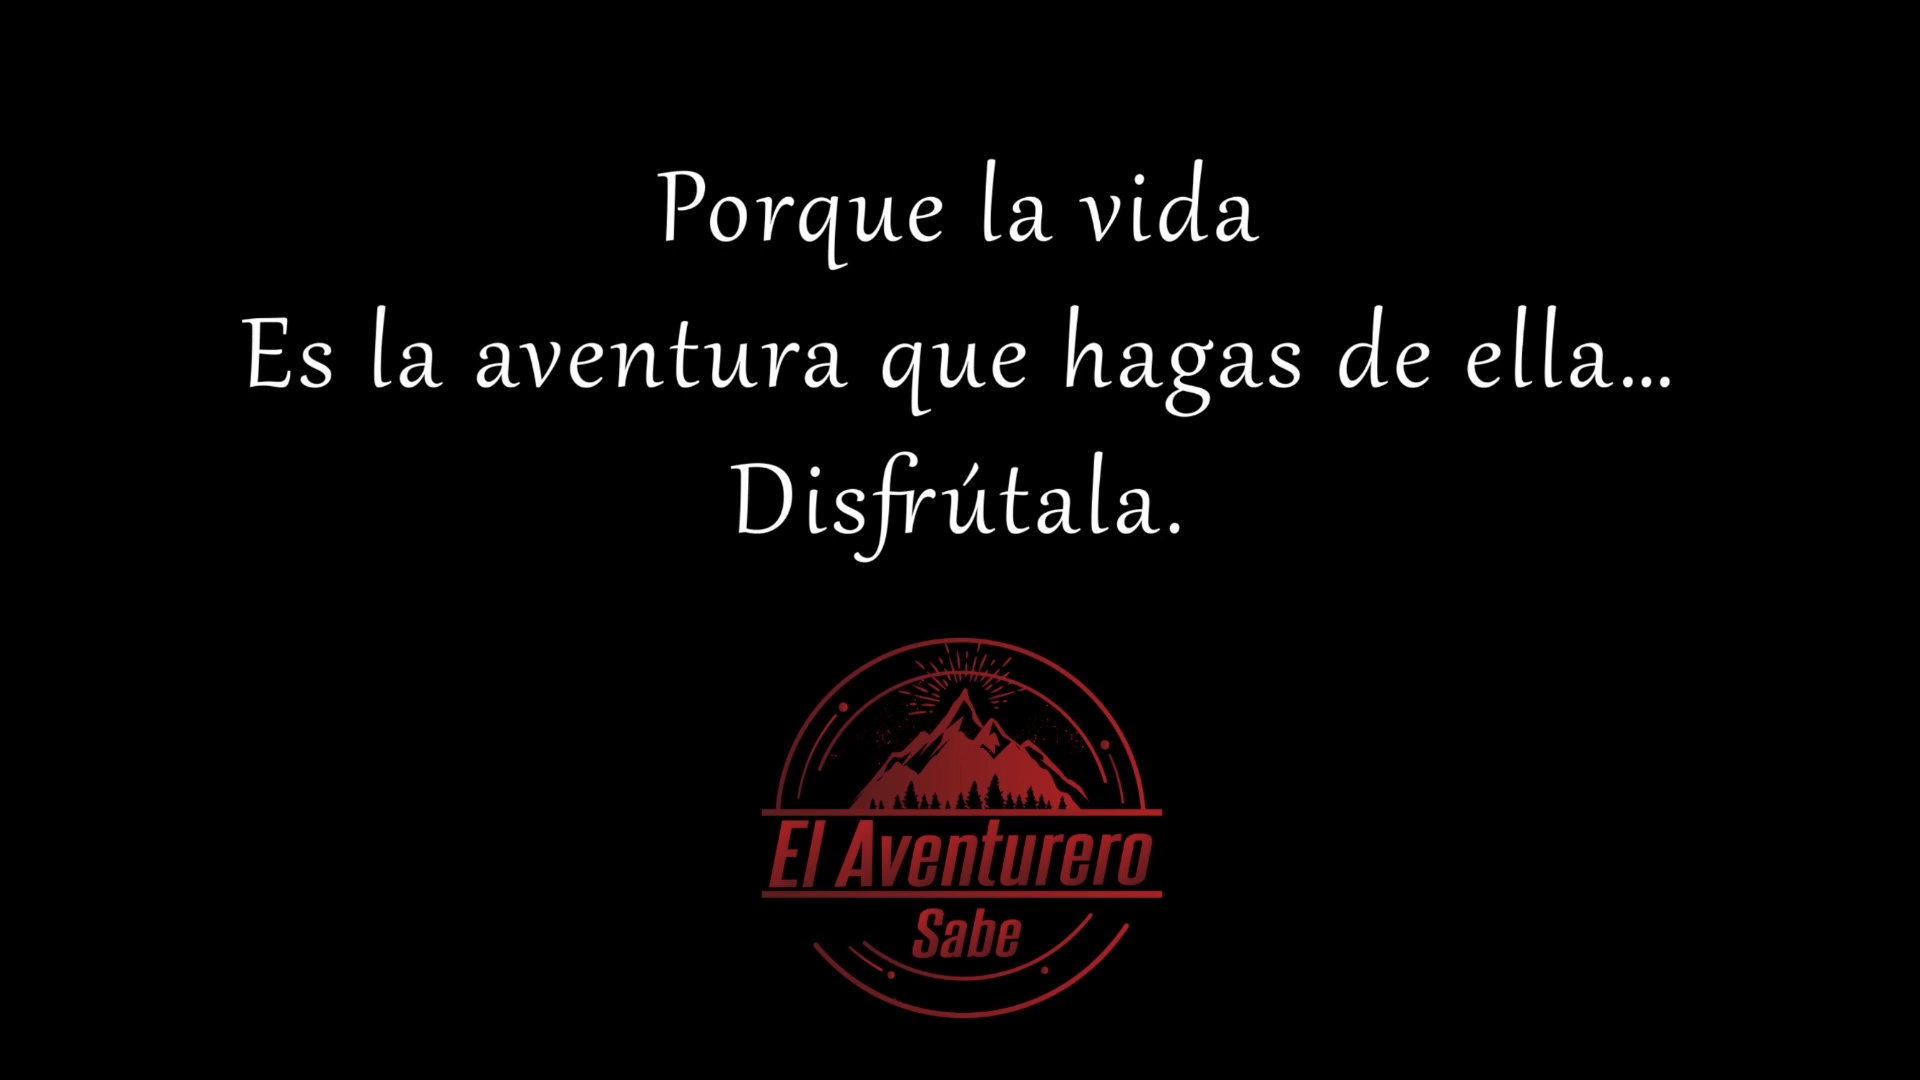 Porque la vida
Es la aventura que hagas de ella...
Disfrútala.
El Aventurero
Sabe